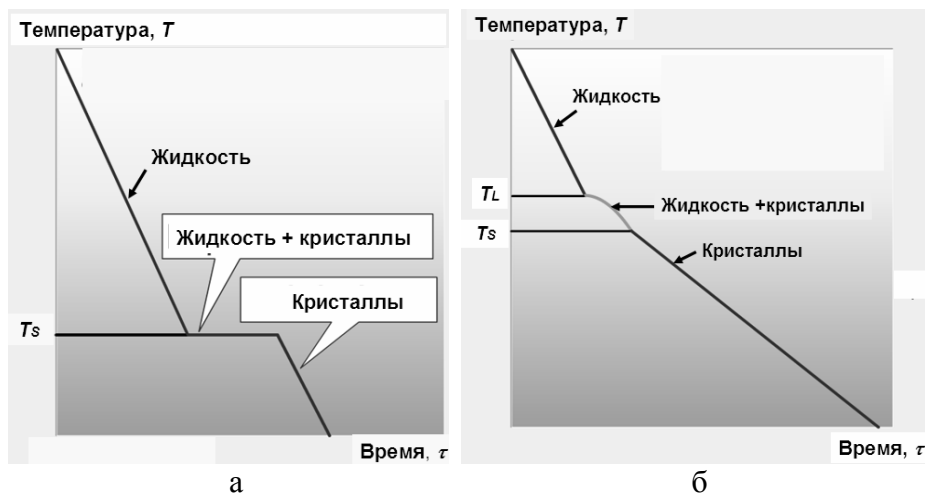 Температура, T
Жидкость
Жидкость + кристаллы
Кристаллы
TS
Время, τ
а
Температура, T
Жидкость
TL
Жидкость +кристаллы
TS
Кристаллы
Время, τ
б